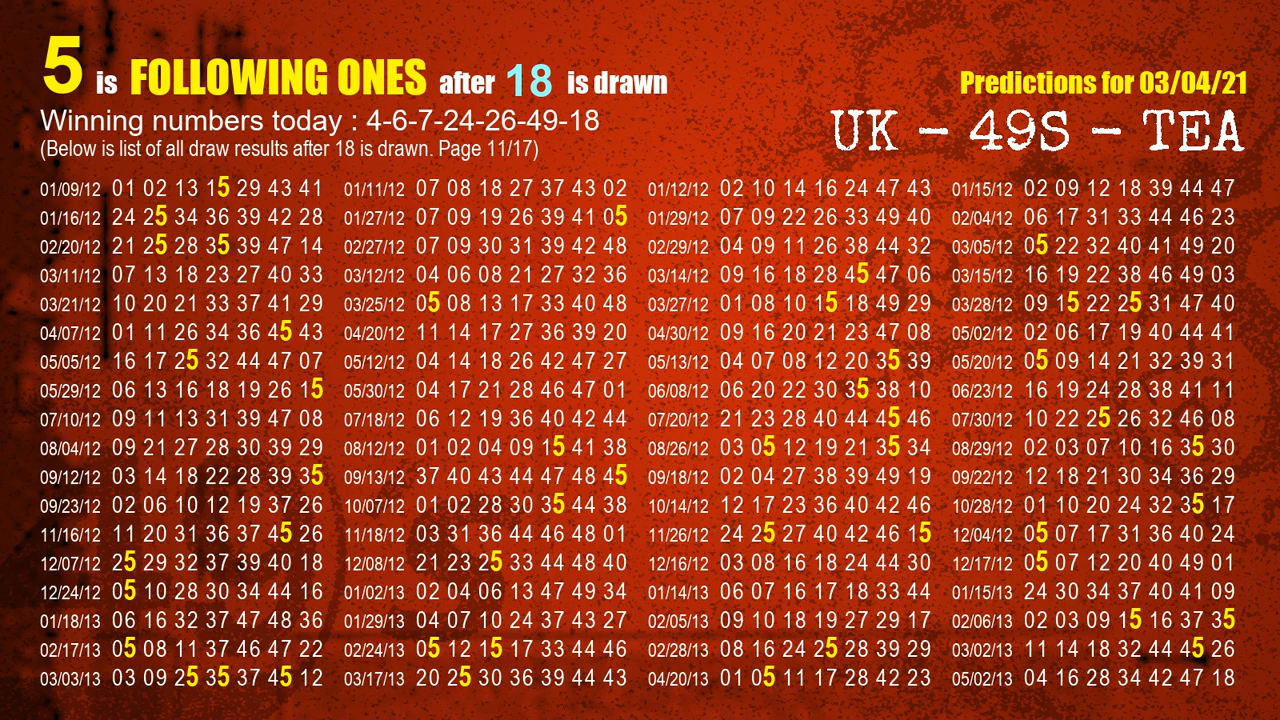 5 is FOLLOWING ONES after 18 is drawn
Predictions for 03/04/21
Winning numbers today : 4-6-7-24-26-49-18
UK - 49S - TEA
(Below is list of all draw results after 18 is drawn. Page 11/17)
01/09/12 01 02 13 15 29 43 41 01/11/12 07 08 18 27 37 43 02 01/12/12 02 10 14 16 24 47 43 01/15/12 02 09 12 18 39 44 47
01/16/12 24 25 34 36 39 42 28 01/27/12 07 09 19 26 39 41 05 01/29/12 07 09 22 26 33 49 40 02/04/12 06 17 31 33 44 46 23
02/20/12 21 25 28 35 39 47 14 02/27/12 07 09 30 31 39 42 48 02/29/12 04 09 11 26 38 44 32 03/05/12 05 22 32 40 41 49 20
03/11/12 07 13 18 23 27 40 33 03/12/12 04 06 08 21 27 32 36 03/14/12 09 16 18 28 45 47 06 03/15/12 16 19 22 38 46 49 03
03/21/12 10 20 21 33 37 41 29 03/25/12 05 08 13 17 33 40 48 03/27/12 01 08 10 15 18 49 29 03/28/12 09 15 22 25 31 47 40
04/07/12 01 11 26 34 36 45 43 04/20/12 11 14 17 27 36 39 20 04/30/12 09 16 20 21 23 47 08 05/02/12 02 06 17 19 40 44 41
05/05/12 16 17 25 32 44 47 07 05/12/12 04 14 18 26 42 47 27 05/13/12 04 07 08 12 20 35 39 05/20/12 05 09 14 21 32 39 31
05/29/12 06 13 16 18 19 26 15 05/30/12 04 17 21 28 46 47 01 06/08/12 06 20 22 30 35 38 10 06/23/12 16 19 24 28 38 41 11
07/10/12 09 11 13 31 39 47 08 07/18/12 06 12 19 36 40 42 44 07/20/12 21 23 28 40 44 45 46 07/30/12 10 22 25 26 32 46 08
08/04/12 09 21 27 28 30 39 29 08/12/12 01 02 04 09 15 41 38 08/26/12 03 05 12 19 21 35 34 08/29/12 02 03 07 10 16 35 30
09/12/12 03 14 18 22 28 39 35 09/13/12 37 40 43 44 47 48 45 09/18/12 02 04 27 38 39 49 19 09/22/12 12 18 21 30 34 36 29
09/23/12 02 06 10 12 19 37 26 10/07/12 01 02 28 30 35 44 38 10/14/12 12 17 23 36 40 42 46 10/28/12 01 10 20 24 32 35 17
11/16/12 11 20 31 36 37 45 26 11/18/12 03 31 36 44 46 48 01 11/26/12 24 25 27 40 42 46 15 12/04/12 05 07 17 31 36 40 24
12/07/12 25 29 32 37 39 40 18 12/08/12 21 23 25 33 44 48 40 12/16/12 03 08 16 18 24 44 30 12/17/12 05 07 12 20 40 49 01
12/24/12 05 10 28 30 34 44 16 01/02/13 02 04 06 13 47 49 34 01/14/13 06 07 16 17 18 33 44 01/15/13 24 30 34 37 40 41 09
01/18/13 06 16 32 37 47 48 36 01/29/13 04 07 10 24 37 43 27 02/05/13 09 10 18 19 27 29 17 02/06/13 02 03 09 15 16 37 35
02/17/13 05 08 11 37 46 47 22 02/24/13 05 12 15 17 33 44 46 02/28/13 08 16 24 25 28 39 29 03/02/13 11 14 18 32 44 45 26
03/03/13 03 09 25 35 37 45 12 03/17/13 20 25 30 36 39 44 43 04/20/13 01 05 11 17 28 42 23 05/02/13 04 16 28 34 42 47 18